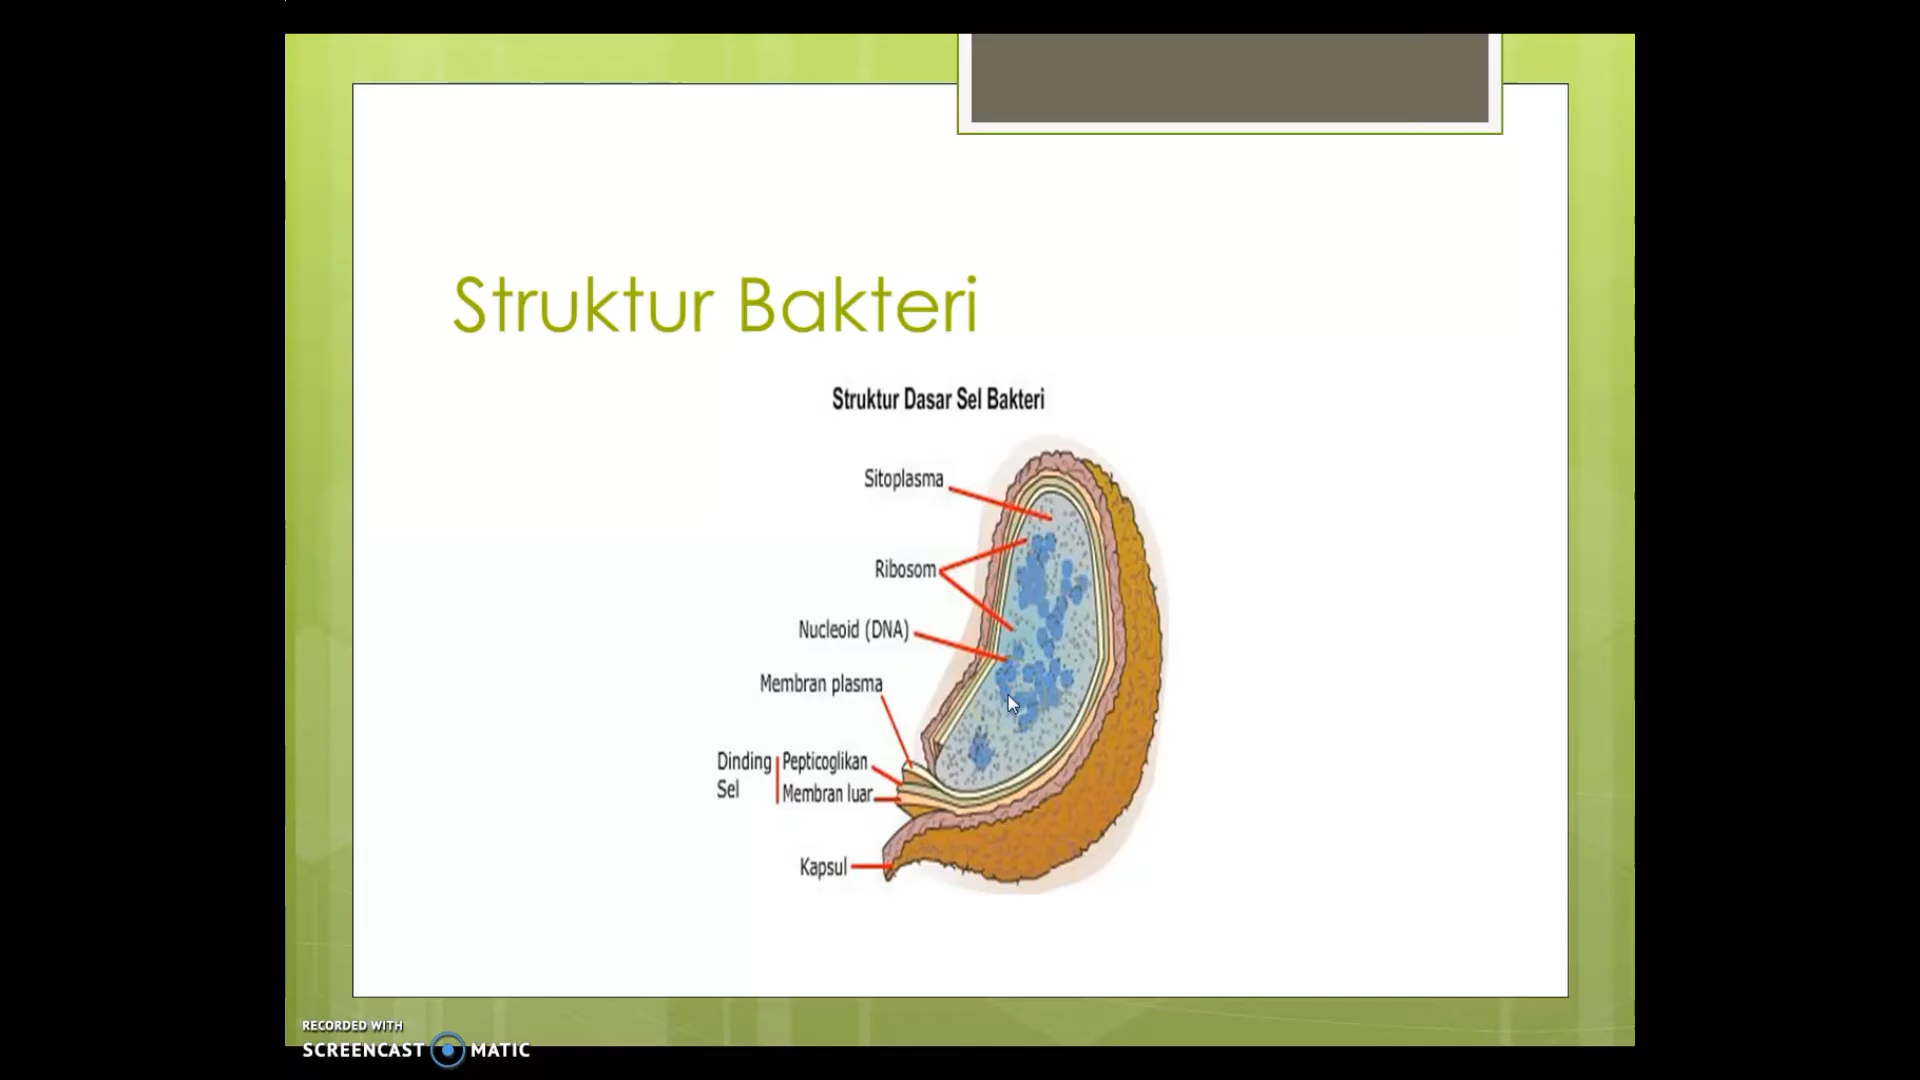 Struktur Bakteri
Struktur Dasar Sel Bakteri
Sitoplasma
Ribosom
Nucleoid (DNA)
Membran plasma
Dinding Sel
Pepticoglikan
Membran luar
Kapsul
RECORDED WITH
SCREENCAST MATIC